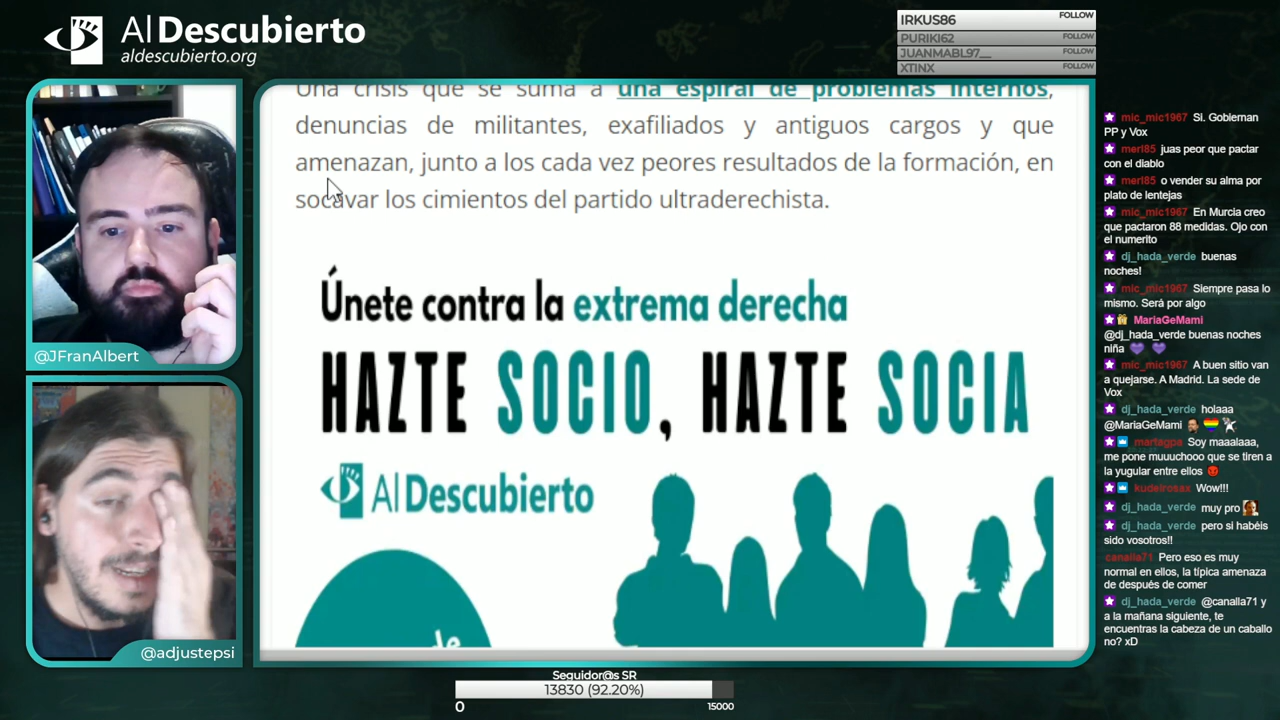 Al Descubierto
aldescubierto.org
IRKUS86 FOLLOW
PURIKI62 FOLLOW
JUANMABL97__ FOLLOW
XTINX FOLLOW
@JFranAlbert
@adjustepsi
Una crisis que se suma a una espiral de problemas internos,
denuncias de militantes, exafiliados y antiguos cargos y que
amenazan, junto a los cada vez peores resultados de la formación, en
socavar los cimientos del partido ultraderechista.
Únete contra la extrema derecha
HAZTE SOCIO, HAZTE SOCIA
Al Descubierto
de
mic_mic1967 Si. Gobiernan
PP y Vox
merl85 juas peor que pactar
con el diablo
merl85 o vender su alma por
plato de lentejas
mic_mic1967 En Murcia creo
que pactaron 88 medidas. Ojo con
el numerito
dj_hada_verde buenas
noches!
mic_mic1967 Siempre pasa lo
mismo. Será por algo
MariaGeMami
@dj_hada_verde buenas noches
niña
mic_mic1967 A buen sitio van
a quejarse. A Madrid. La sede de
Vox
dj_hada_verde holaaa
@MariaGeMami
martagpa Soy maaalaaa,
me pone muuuchooo que se tiren a
la yugular entre ellos
kudeirosax Wow!!!
dj_hada_verde muy pro
dj_hada_verde pero si habéis
sido vosotros!!
canalla71 Pero eso es muy
normal en ellos, la típica amenaza
de después de comer
dj_hada_verde @canalla71 y
a la mañana siguiente, te
encuentras la cabeza de un caballo
no? xD
Seguidor@s SR
13830 (92.20%)
0 15000